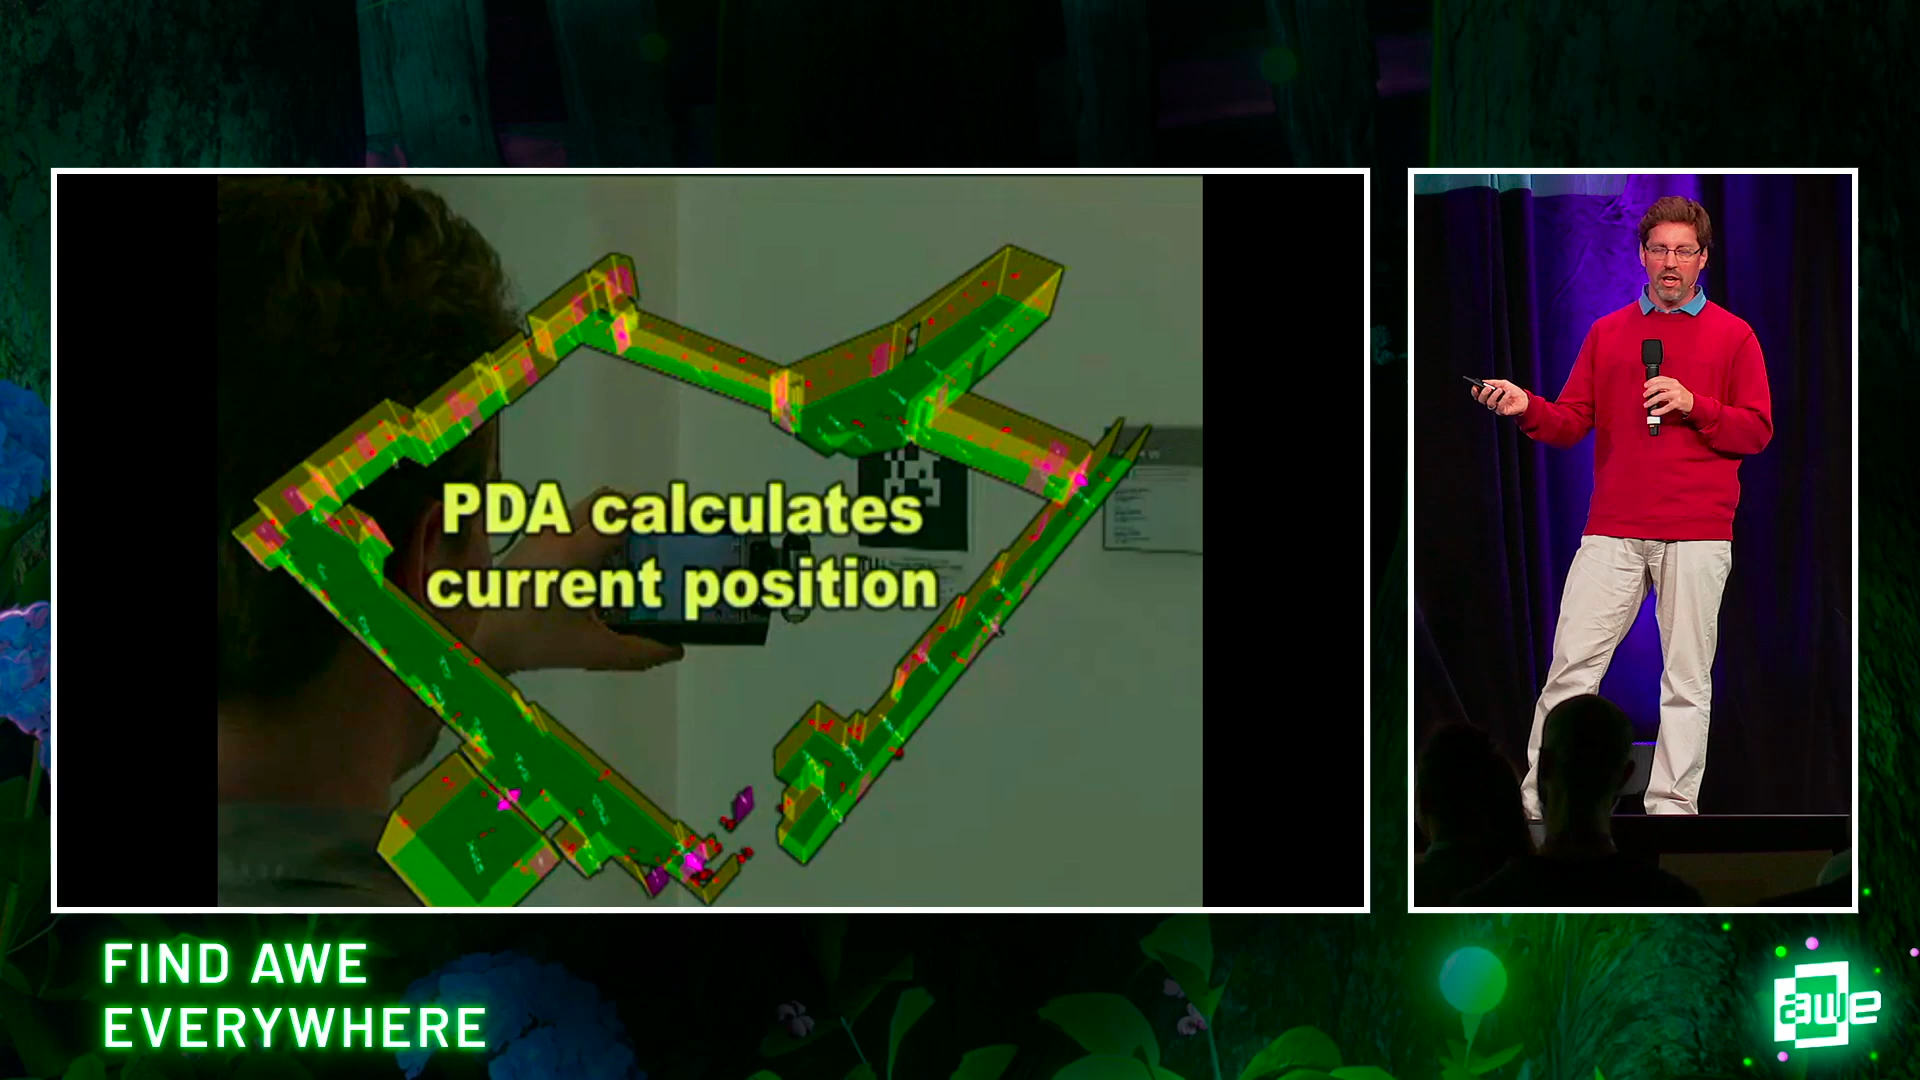 PDA calculates
current position
FIND AWE
EVERYWHERE
awe